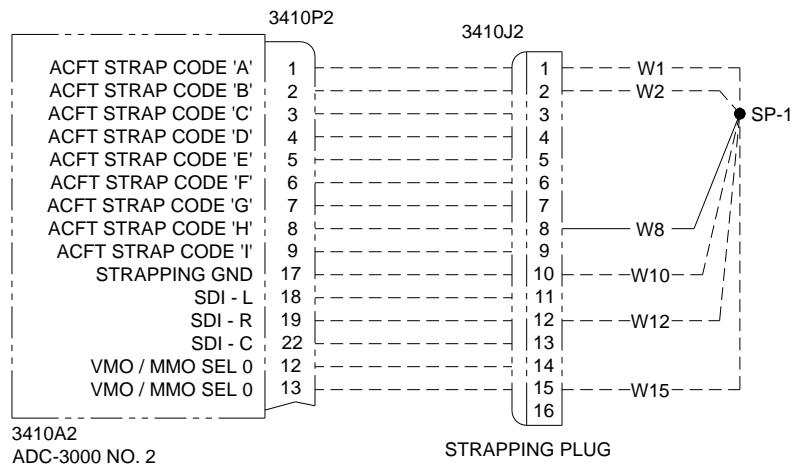 3410P2
3410J2
ACFT STRAP CODE 'A' 1 1 W1
ACFT STRAP CODE 'B' 2 2 W2
ACFT STRAP CODE 'C' 3 3 SP-1
ACFT STRAP CODE 'D' 4 4
ACFT STRAP CODE 'E' 5 5
ACFT STRAP CODE 'F' 6 6
ACFT STRAP CODE 'G' 7 7
ACFT STRAP CODE 'H' 8 8 W8
ACFT STRAP CODE 'I' 9 9
STRAPPING GND 17 10 W10
SDI - L 18 11
SDI - R 19 12 W12
SDI - C 22 13
VMO / MMO SEL 0 12 14
VMO / MMO SEL 0 13 15 W15
16
3410A2
ADC-3000 NO. 2
STRAPPING PLUG